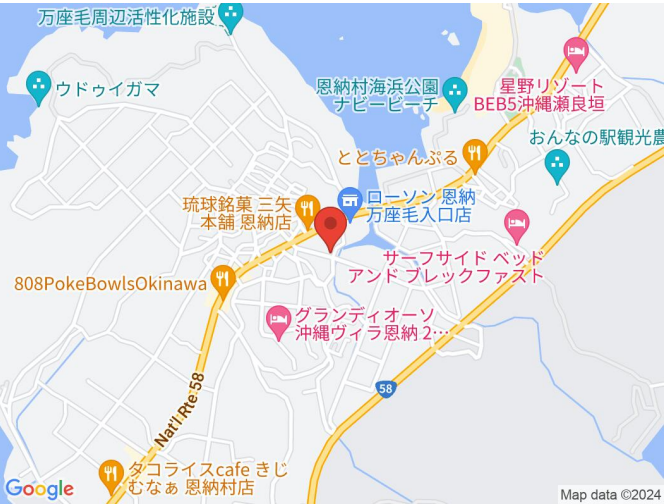 万座毛周辺活性化施設
ウドゥイガマ
恩納村海浜公園
ナビービーチ
星野リゾート
BEB5沖縄瀬良垣
ととちゃんぷる
おんなの駅観光農
琉球銘菓 三矢
本舗 恩納店
ローソン 恩納
万座毛入口店
サーフサイド ベッド
アンド ブレックファスト
808PokeBowlsOkinawa
グランディオーソ
沖縄ヴィラ恩納 2…
58
Nat'l Rte 58
タコライスcafe きじ
むなぁ 恩納村店
Google
Map data ©2024